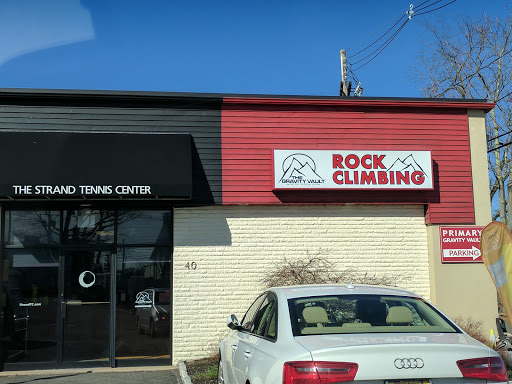 THE STRAND TENNIS CENTER
THE
GRAVITY VAULT
ROCK
CLIMBING
PRIMARY
GRAVITY VAULT
PARKING
40